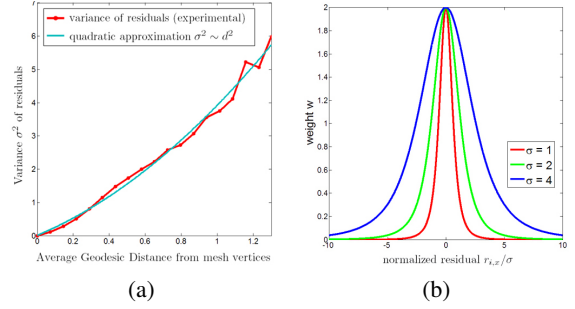 variance of residuals (experimental)
quadratic approximation σ² ∼ d²
Variance σ² of residuals
7
6
5
4
3
2
1
0
0 0.2 0.4 0.6 0.8 1 1.2
Average Geodesic Distance from mesh vertices
(a)
weight w
2
1.8
1.6
1.4
1.2
1
0.8
0.6
0.4
0.2
0
σ = 1
σ = 2
σ = 4
-10 -5 0 5 10
normalized residual r_{i,x}/σ
(b)